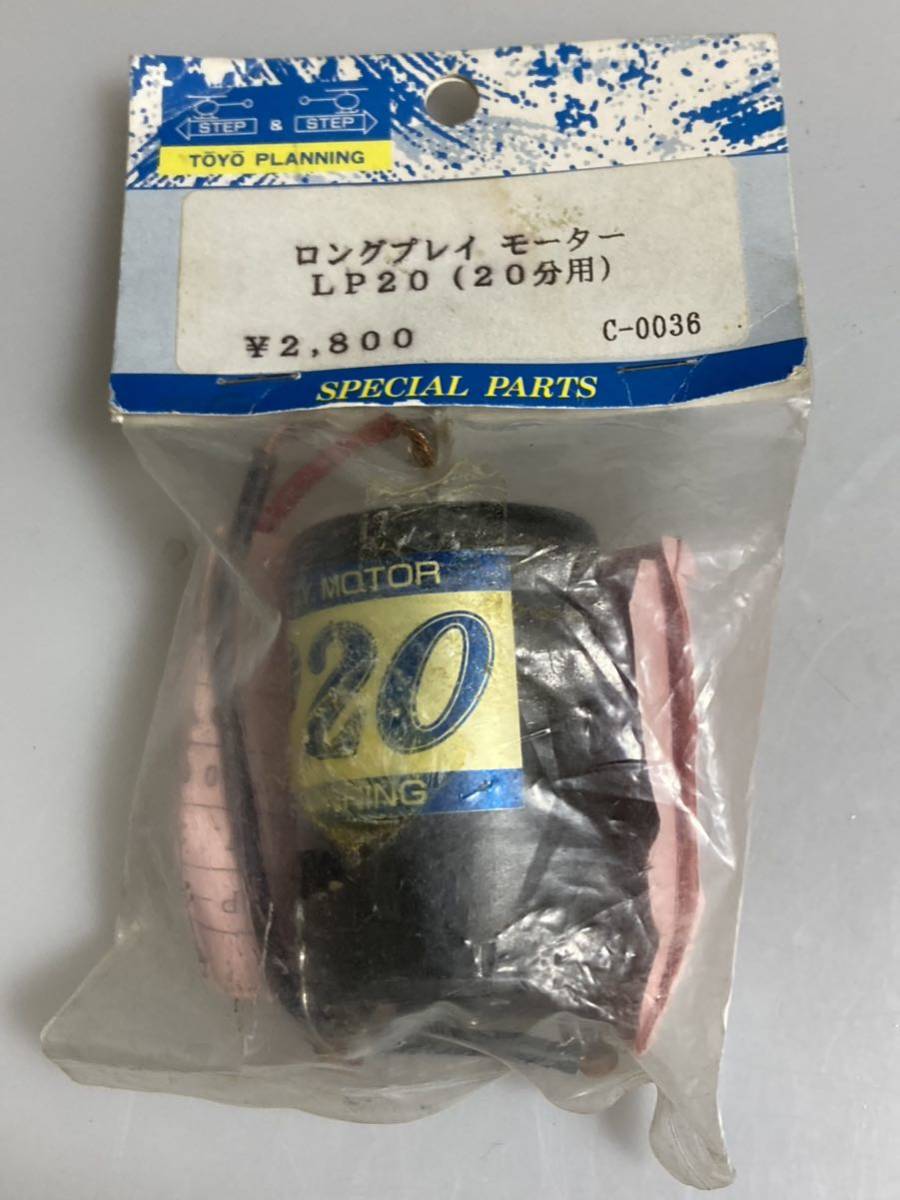 STEP & STEP
TŌYŌ PLANNING
ロングプレイ モーター
LP20 (20分用)
¥2,800 C-0036
SPECIAL PARTS
MOTOR
20